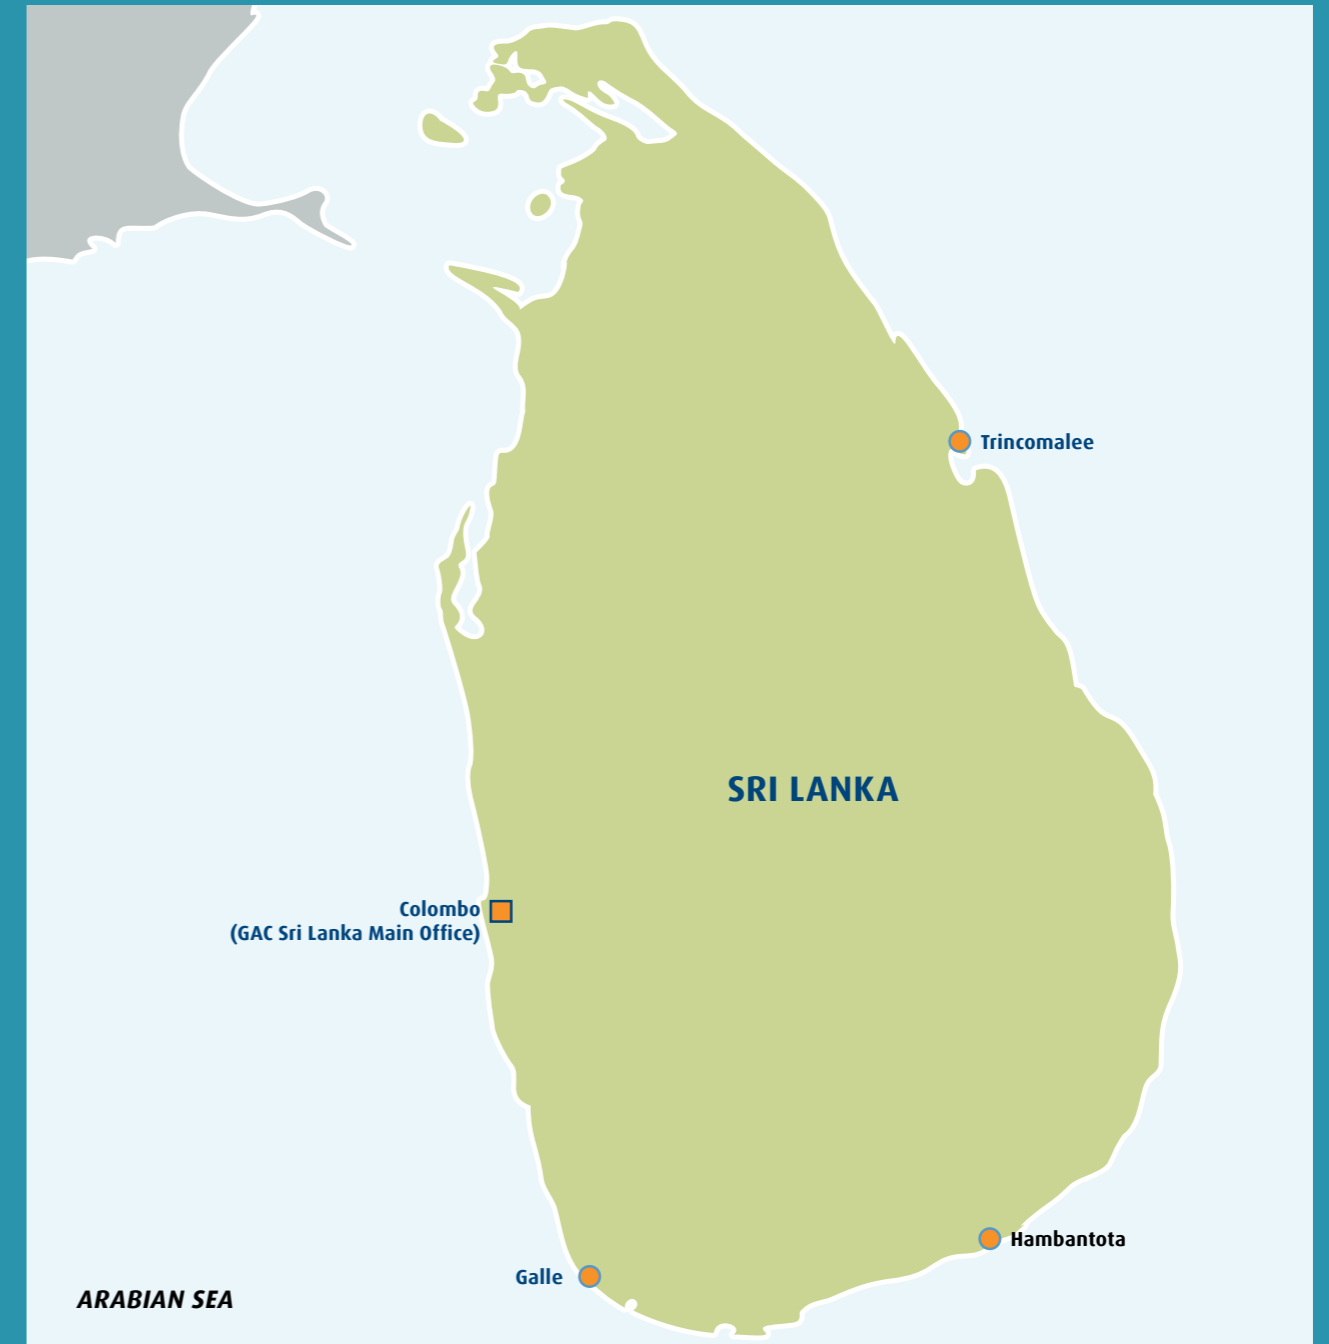 Trincomalee
SRI LANKA
Colombo
(GAC Sri Lanka Main Office)
Hambantota
Galle
ARABIAN SEA